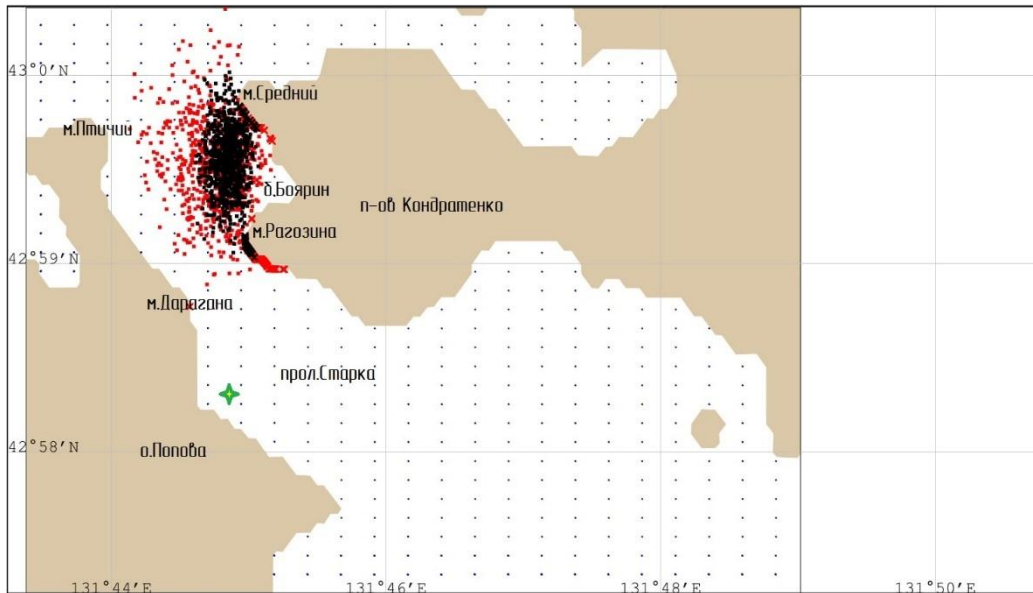 43°0′N
м.Средний
м.Птичий
б.Боярин
п-ов Кондратенко
м.Рагозина
42°59′N
м.Дарагана
прол.Старка
42°58′N
о.Попова
131°44′E
131°46′E
131°48′E
131°50′E